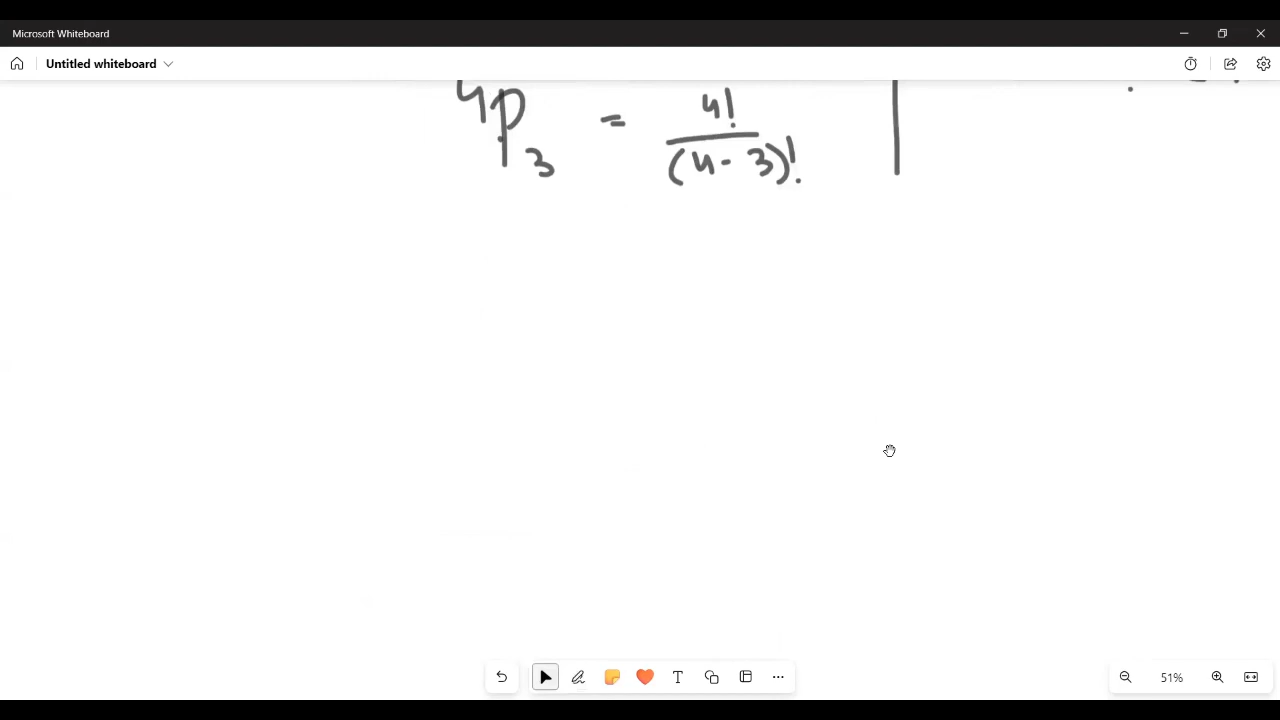 Microsoft Whiteboard
Untitled whiteboard
4P3 = 4!/(4-3)!
51%